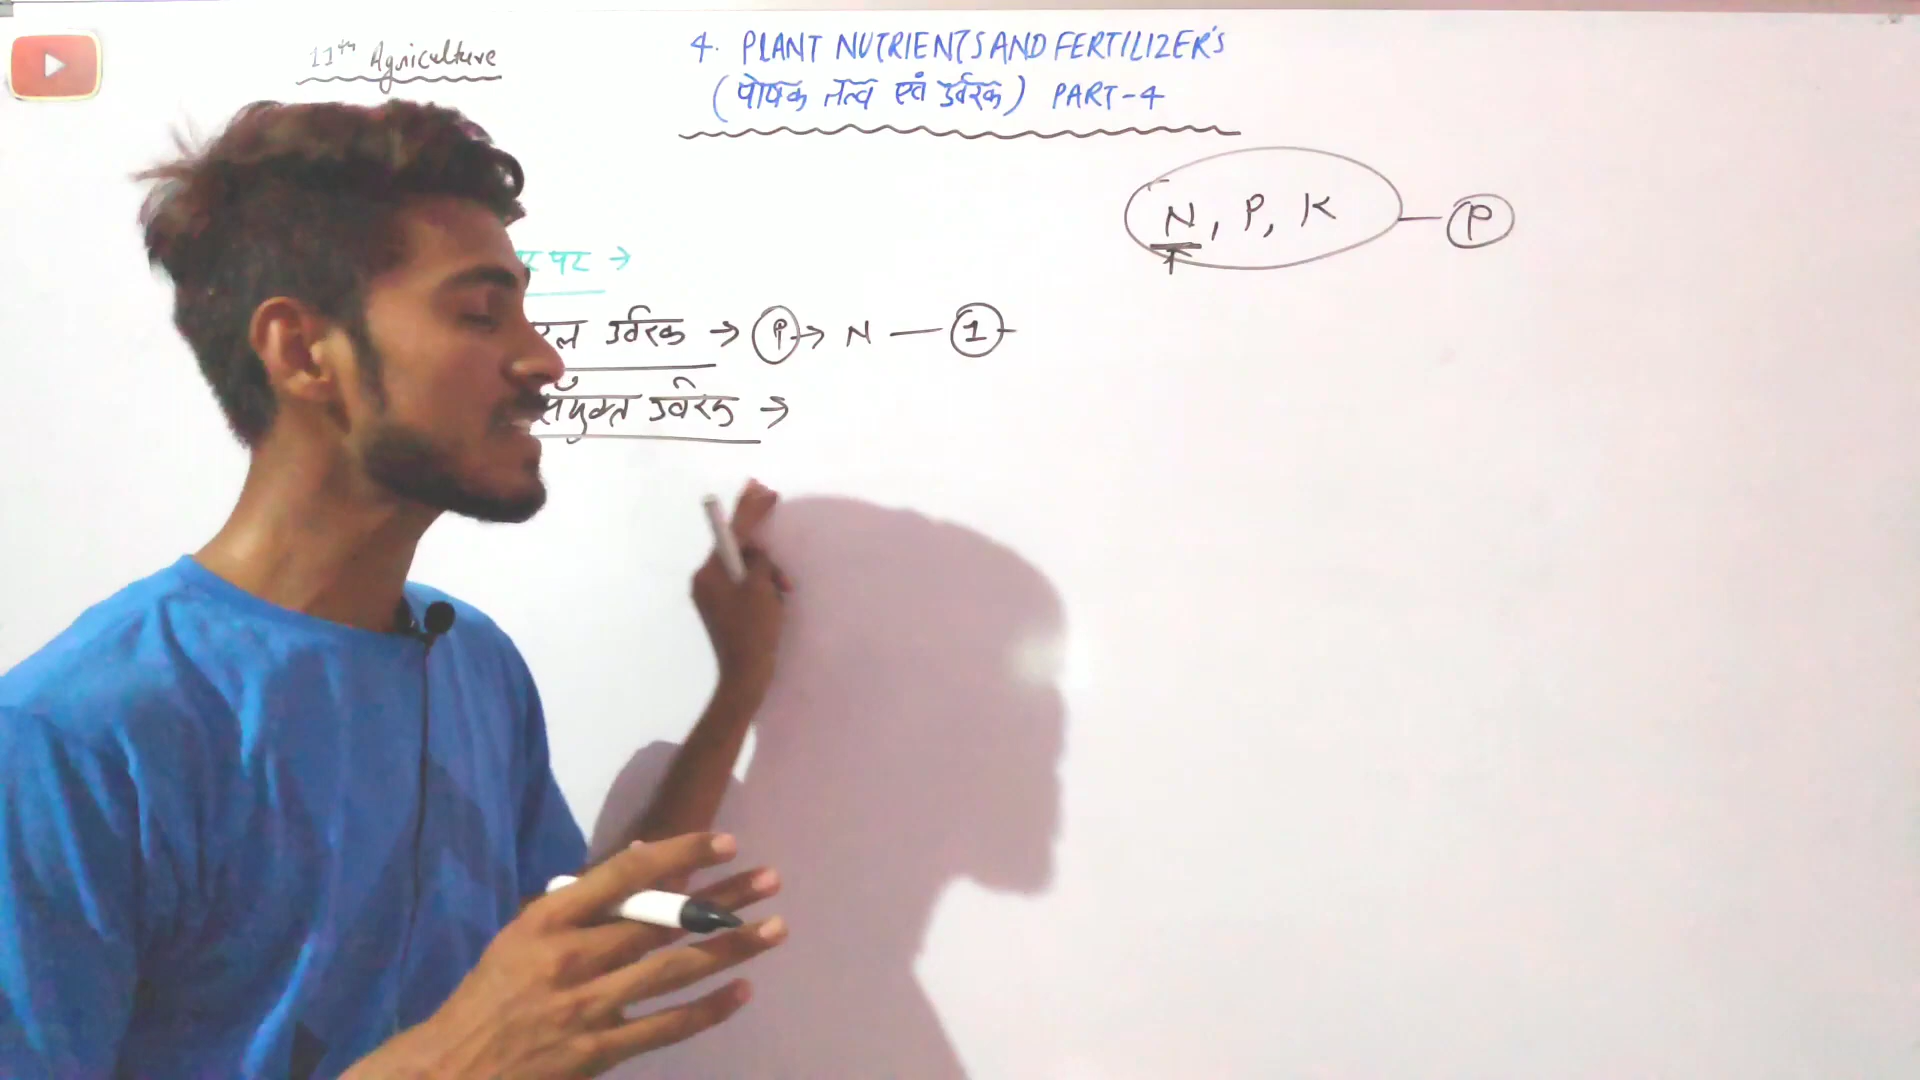 11th Agriculture
4. PLANT NUTRIENTS AND FERTILIZER'S
(पोषक तत्व एवं उर्वरक) PART-4
N, P, K — P
पर →
उर्वरक → P → N — 1
संयुक्त उर्वरक →